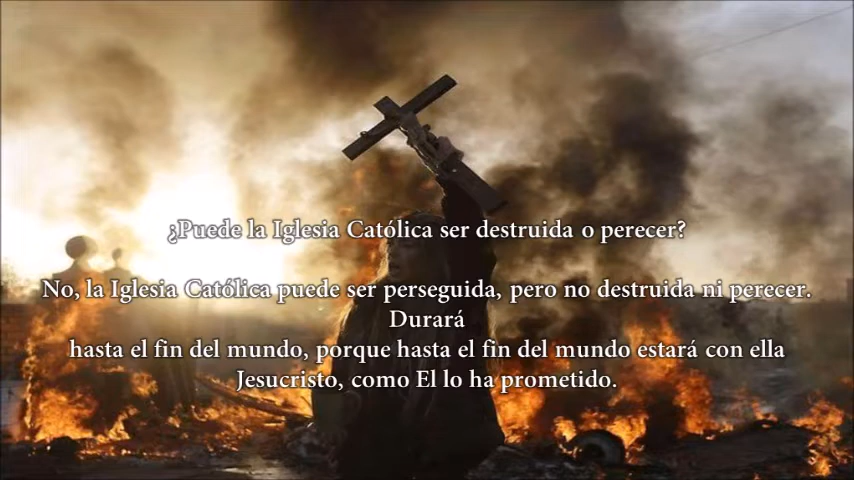 ¿Puede la Iglesia Católica ser destruida o perecer?
No, la Iglesia Católica puede ser perseguida, pero no destruida ni perecer.
Durará
hasta el fin del mundo, porque hasta el fin del mundo estará con ella
Jesucristo, como El lo ha prometido.